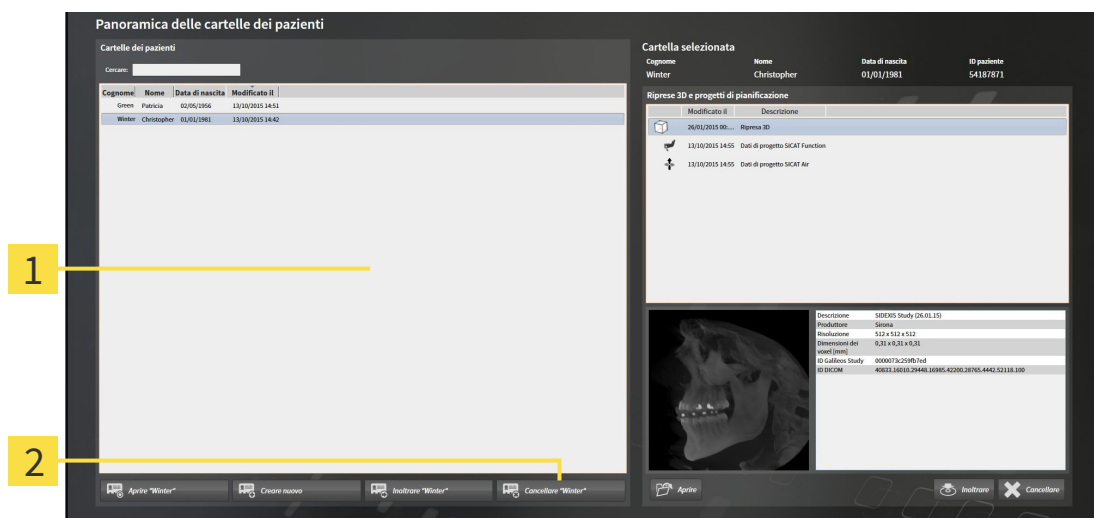 Panoramica delle cartelle dei pazienti
Cartelle dei pazienti
Cercare:
Cognome Nome Data di nascita Modificato il
Green Patricia 02/05/1956 13/10/2015 14:51
Winter Christopher 01/01/1981 13/10/2015 14:42
1
2
Aprire "Winter"
Creare nuovo
Inoltrare "Winter"
Cancellare "Winter"
Cartella selezionata
Cognome Nome Data di nascita ID paziente
Winter Christopher 01/01/1981 54187871
Riprese 3D e progetti di pianificazione
Modificato il Descrizione
26/01/2015 00:... Ripresa 3D
13/10/2015 14:55 Dati di progetto SICAT Function
13/10/2015 14:55 Dati di progetto SICAT Air
Descrizione SIDEXIS Study (26.01.15)
Produttore Sirona
Risoluzione 512 x 512 x 512
Dimensioni dei voxel [mm] 0,31 x 0,31 x 0,31
ID Galileos Study 0000073c259fb7ed
ID DICOM 40833.16010.29448.16985.42200.28765.4442.52118.100
Aprire
Inoltrare
Cancellare